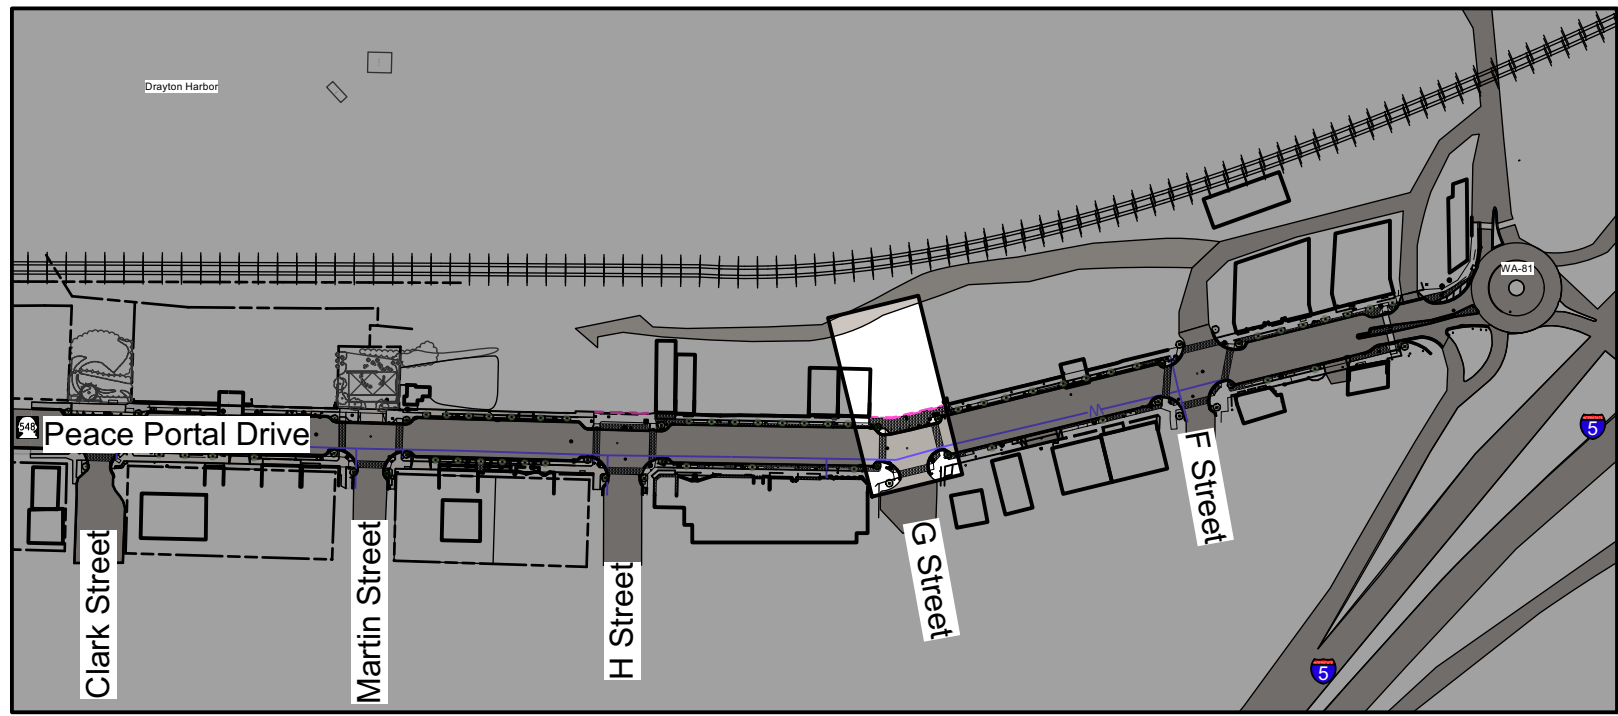 Drayton Harbor
WA-81
548
Peace Portal Drive
5
5
Clark Street
Martin Street
H Street
G Street
F Street